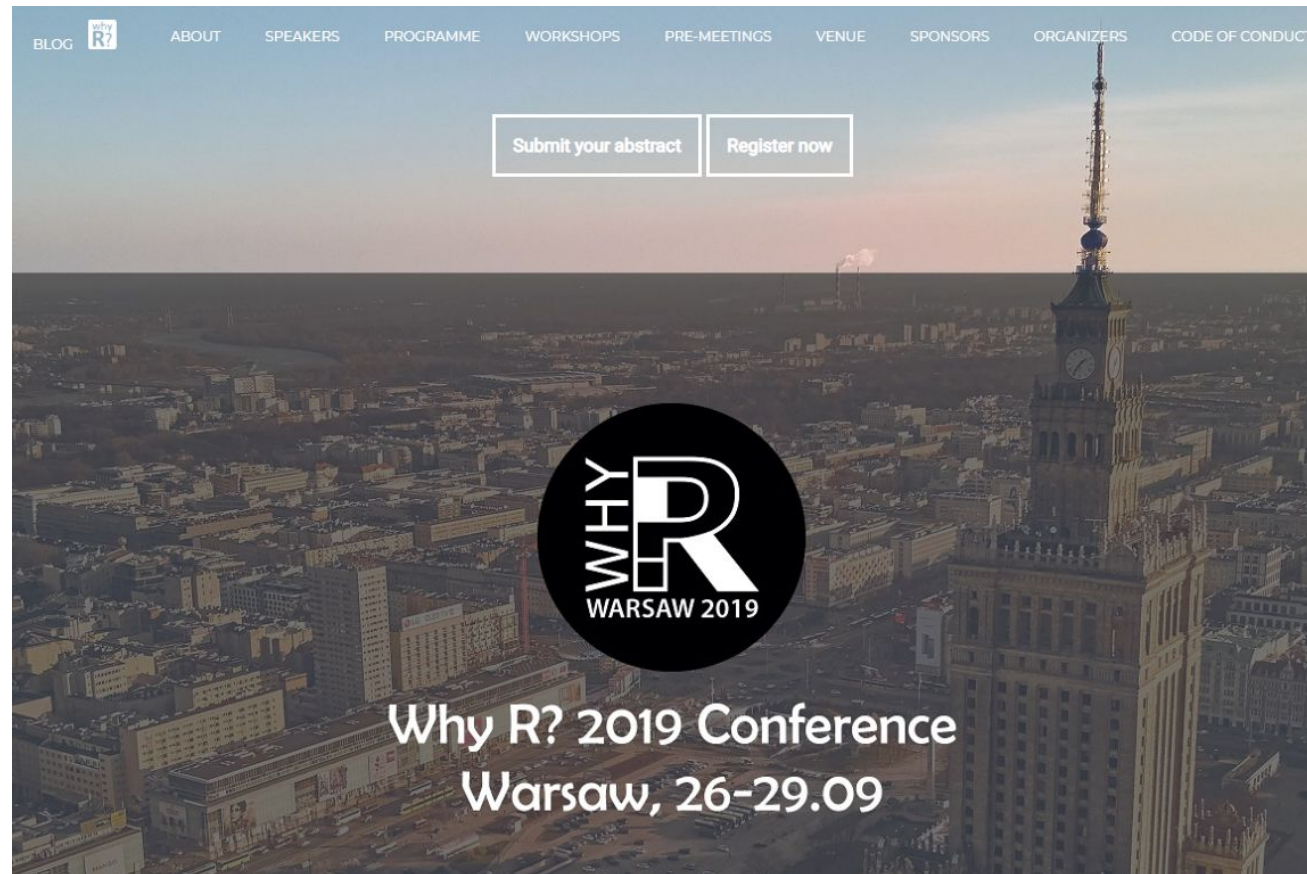 BLOG why R? ABOUT SPEAKERS PROGRAMME WORKSHOPS PRE-MEETINGS VENUE SPONSORS ORGANIZERS CODE OF CONDUCT
Submit your abstract Register now
WHY R
WARSAW 2019
Why R? 2019 Conference
Warsaw, 26-29.09